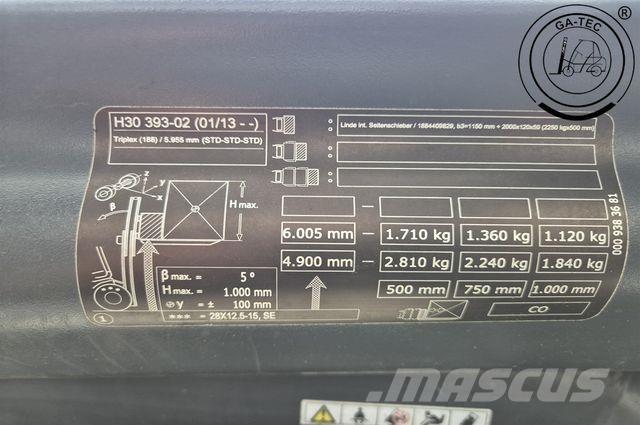 GA-TEC
H30 393-02 (01/13 - -)
Triplex (188) / 5.955 mm (STD-STD-STD)
Linde int. Seitenschieber / 1884409829, b3=1150 mm ÷ 2000x120x50 (2250 kgx500 mm)
z
y
x
β
H max.
6.005 mm – 1.710 kg 1.360 kg 1.120 kg
4.900 mm – 2.810 kg 2.240 kg 1.840 kg
500 mm 750 mm 1.000 mm
β max. = 5 °
H max. = 1.000 mm
y = ± 100 mm
*** = 28X12.5-15, SE
CO
1
000 938 36 81
MASCUS